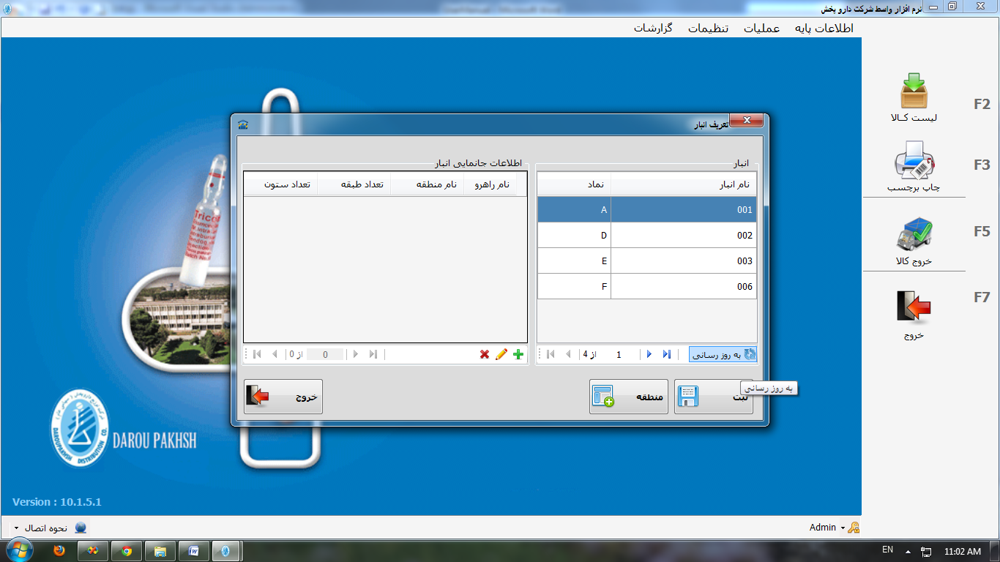 نرم افزار واسط شرکت دارو بخش
اطلاعات پایه
عملیات
تنظیمات
گزارشات
لیست کـالا
F2
چاپ برچسب
F3
خروج کالا
F5
خروج
F7
تعریف انبار
انبار
نام انبار
نماد
001
A
002
D
003
E
006
F
به روز رسانی
1
از 4
اطلاعات جانمایی انبار
نام راهرو
نام منطقه
تعداد طبقه
تعداد ستون
0
از 0
ثبت
به روز رسانی
منطقه
خروج
Tricor
DAROUPAKHSH DISTRIBUTION CO.
DAROU PAKHSH
Version : 10.1.5.1
نحوه اتصال
Admin
EN
11:02 AM